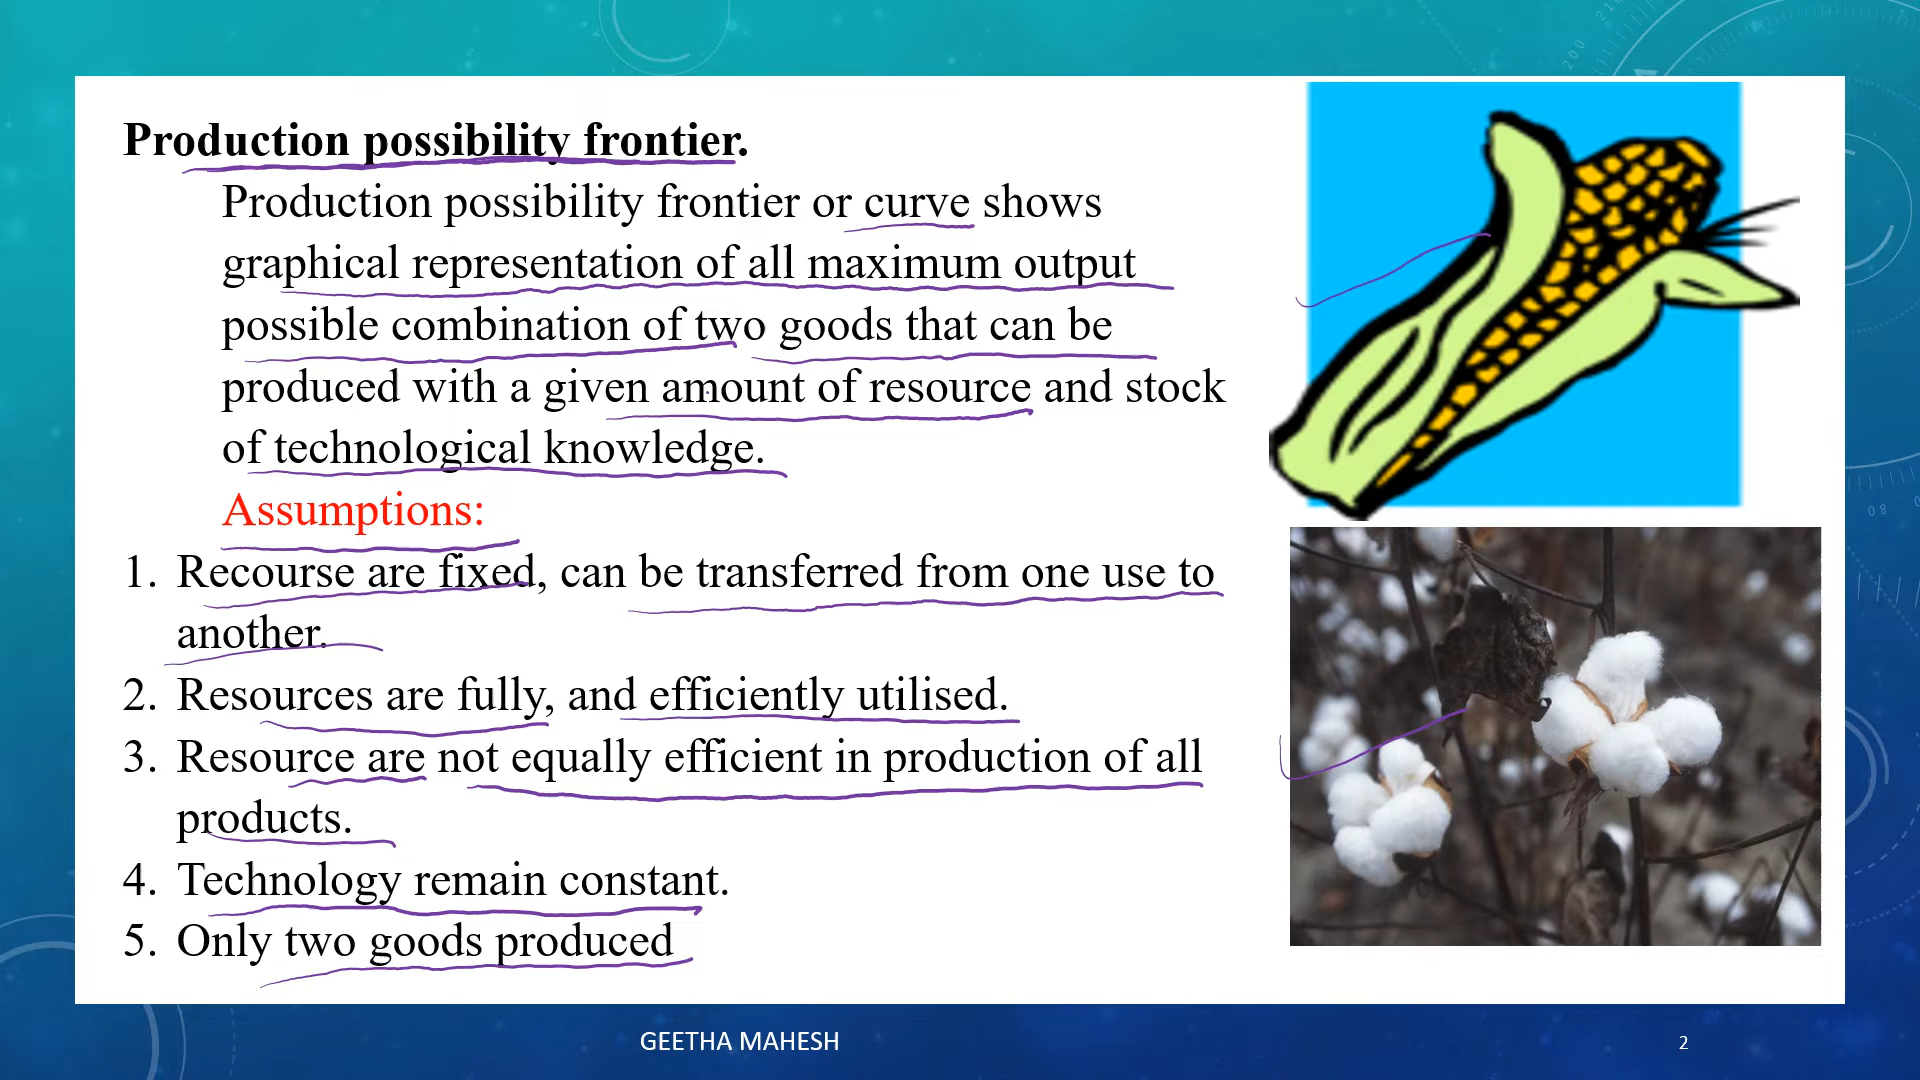 Production possibility frontier.
Production possibility frontier or curve shows
graphical representation of all maximum output
possible combination of two goods that can be
produced with a given amount of resource and stock
of technological knowledge.
Assumptions:
1. Recourse are fixed, can be transferred from one use to
another.
2. Resources are fully, and efficiently utilised.
3. Resource are not equally efficient in production of all
products.
4. Technology remain constant.
5. Only two goods produced
GEETHA MAHESH
2
200
210
80